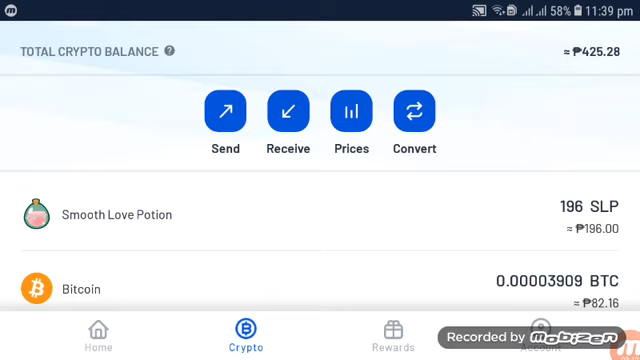 58% 11:39 pm
TOTAL CRYPTO BALANCE ?
≈ ₱425.28
Send Receive Prices Convert
Smooth Love Potion
196 SLP
≈ ₱196.00
Bitcoin
0.00003909 BTC
≈ ₱82.16
Home Crypto Rewards Account
Recorded by mobizen